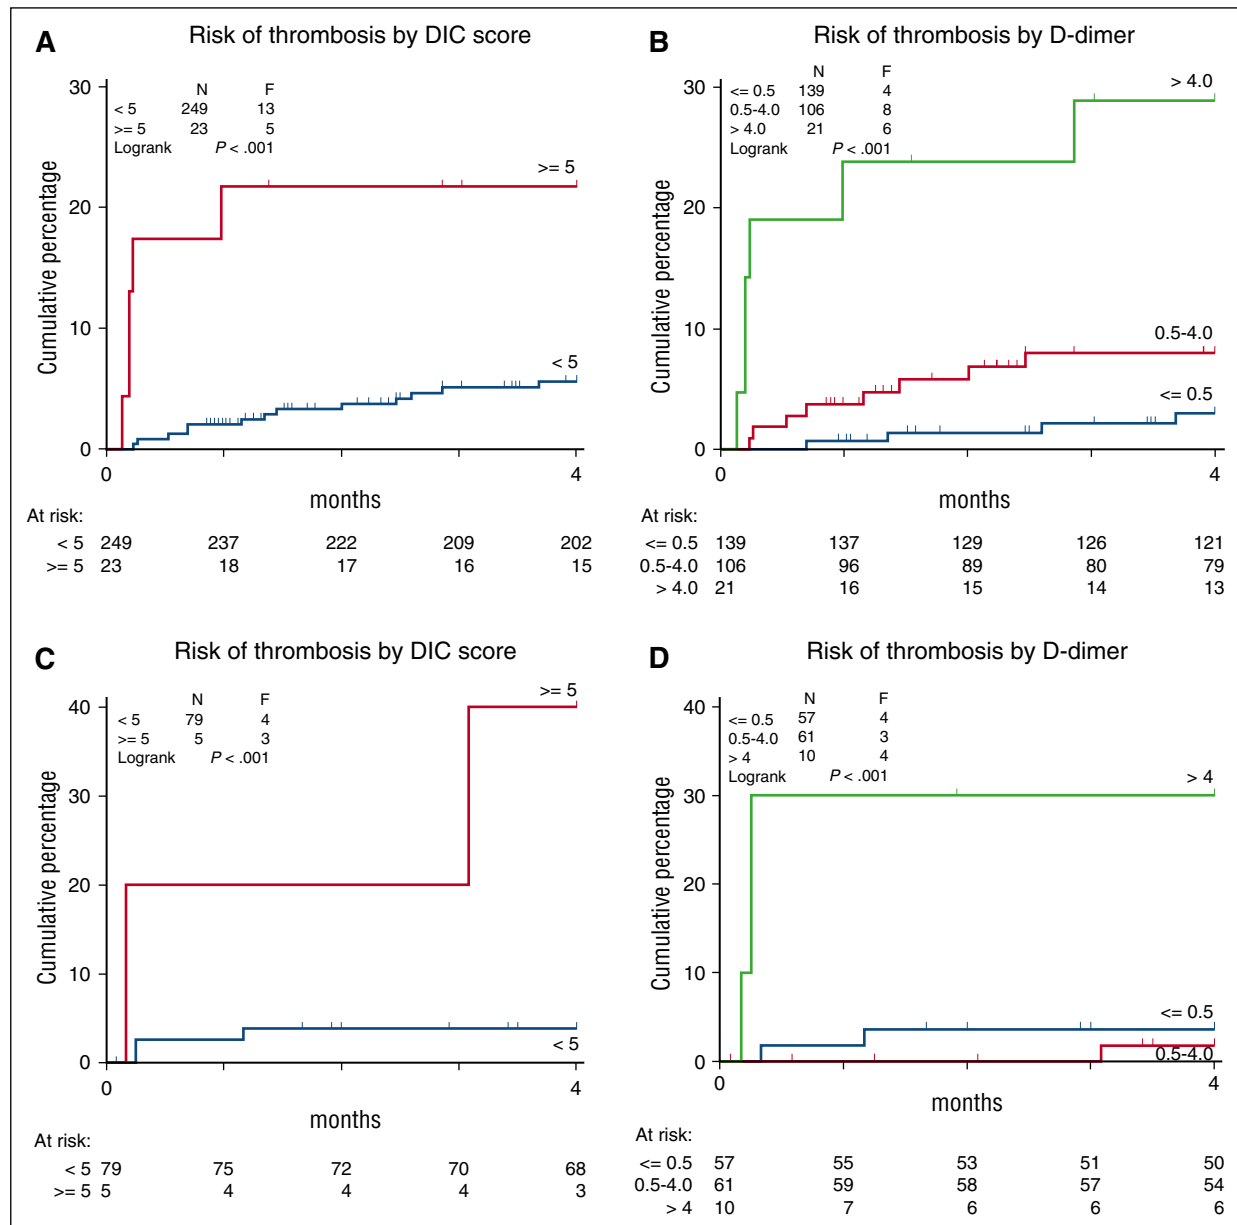 A
Risk of thrombosis by DIC score
N F
< 5 249 13
>= 5 23 5
Logrank P < .001
30
20
10
0
Cumulative percentage
>= 5
< 5
0 4
months
At risk:
< 5 249 237 222 209 202
>= 5 23 18 17 16 15
B
Risk of thrombosis by D-dimer
N F
<= 0.5 139 4
0.5-4.0 106 8
> 4.0 21 6
Logrank P < .001
30
20
10
0
Cumulative percentage
> 4.0
0.5-4.0
<= 0.5
0 4
months
At risk:
<= 0.5 139 137 129 126 121
0.5-4.0 106 96 89 80 79
> 4.0 21 16 15 14 13
C
Risk of thrombosis by DIC score
N F
< 5 79 4
>= 5 5 3
Logrank P < .001
40
30
20
10
0
Cumulative percentage
>= 5
< 5
0 4
months
At risk:
< 5 79 75 72 70 68
>= 5 5 4 4 4 3
D
Risk of thrombosis by D-dimer
N F
<= 0.5 57 4
0.5-4.0 61 3
> 4 10 4
Logrank P < .001
40
30
20
10
0
Cumulative percentage
> 4
<= 0.5
0.5-4.0
0 4
months
At risk:
<= 0.5 57 55 53 51 50
0.5-4.0 61 59 58 57 54
> 4 10 7 6 6 6